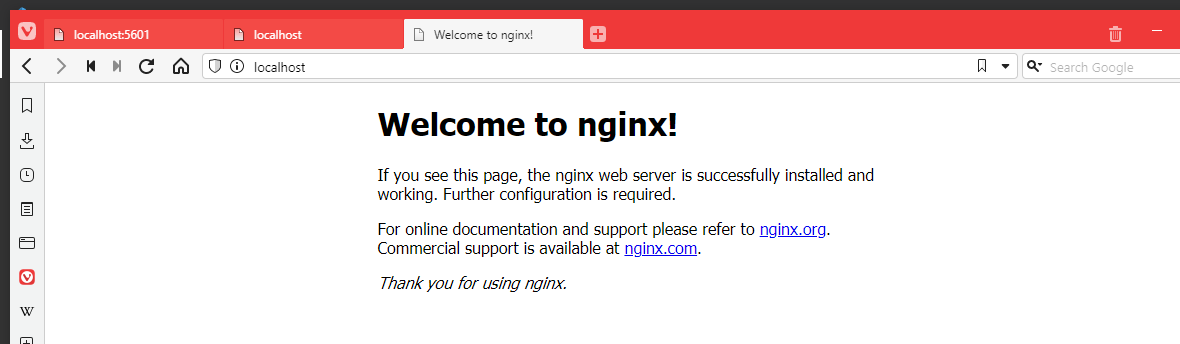 localhost:5601
localhost
Welcome to nginx!
localhost
Search Google
Welcome to nginx!
If you see this page, the nginx web server is successfully installed and
working. Further configuration is required.
For online documentation and support please refer to nginx.org.
Commercial support is available at nginx.com.
Thank you for using nginx.
W